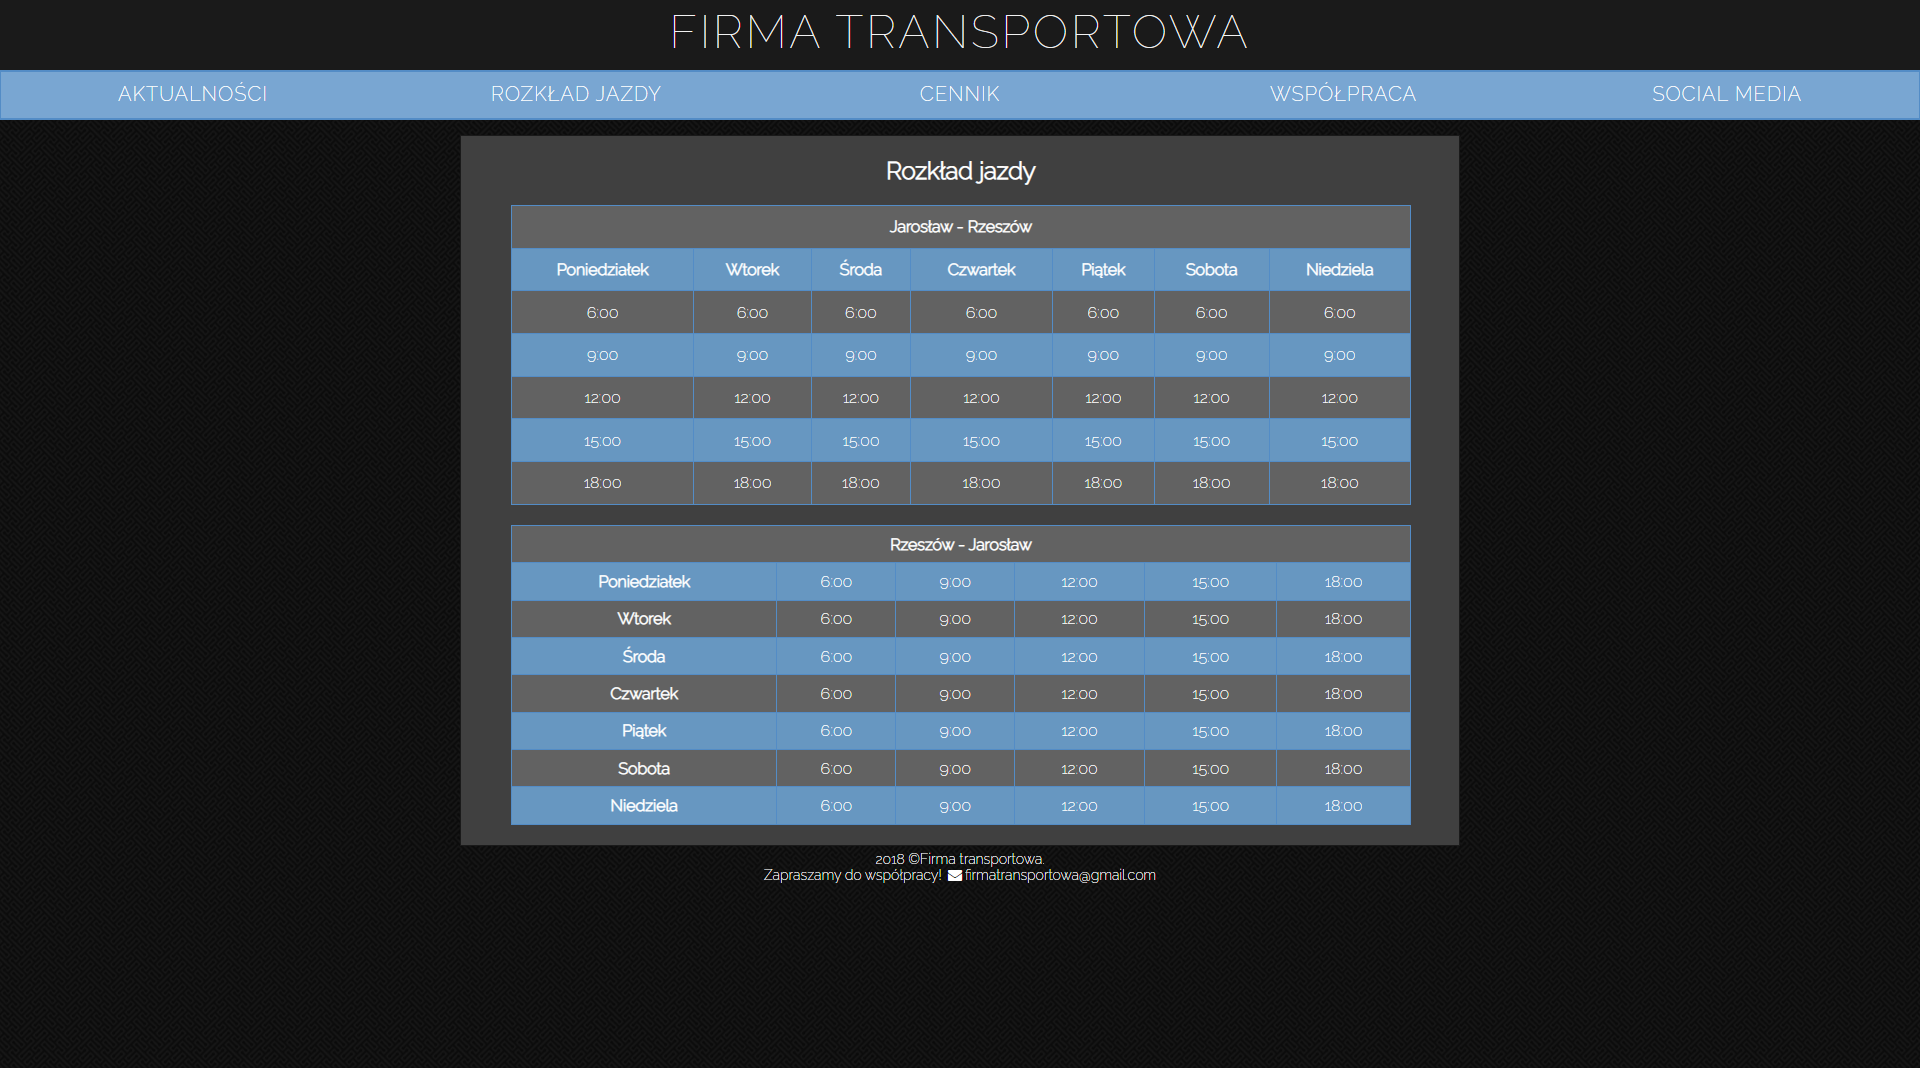 FIRMA TRANSPORTOWA
AKTUALNOŚCI ROZKŁAD JAZDY CENNIK WSPÓŁPRACA SOCIAL MEDIA
Rozkład jazdy
Jarosław - Rzeszów
Poniedziałek Wtorek Środa Czwartek Piątek Sobota Niedziela
6:00 6:00 6:00 6:00 6:00 6:00 6:00
9:00 9:00 9:00 9:00 9:00 9:00 9:00
12:00 12:00 12:00 12:00 12:00 12:00 12:00
15:00 15:00 15:00 15:00 15:00 15:00 15:00
18:00 18:00 18:00 18:00 18:00 18:00 18:00
Rzeszów - Jarosław
Poniedziałek 6:00 9:00 12:00 15:00 18:00
Wtorek 6:00 9:00 12:00 15:00 18:00
Środa 6:00 9:00 12:00 15:00 18:00
Czwartek 6:00 9:00 12:00 15:00 18:00
Piątek 6:00 9:00 12:00 15:00 18:00
Sobota 6:00 9:00 12:00 15:00 18:00
Niedziela 6:00 9:00 12:00 15:00 18:00
2018 ©Firma transportowa.
Zapraszamy do współpracy! firmatransportowa@gmail.com